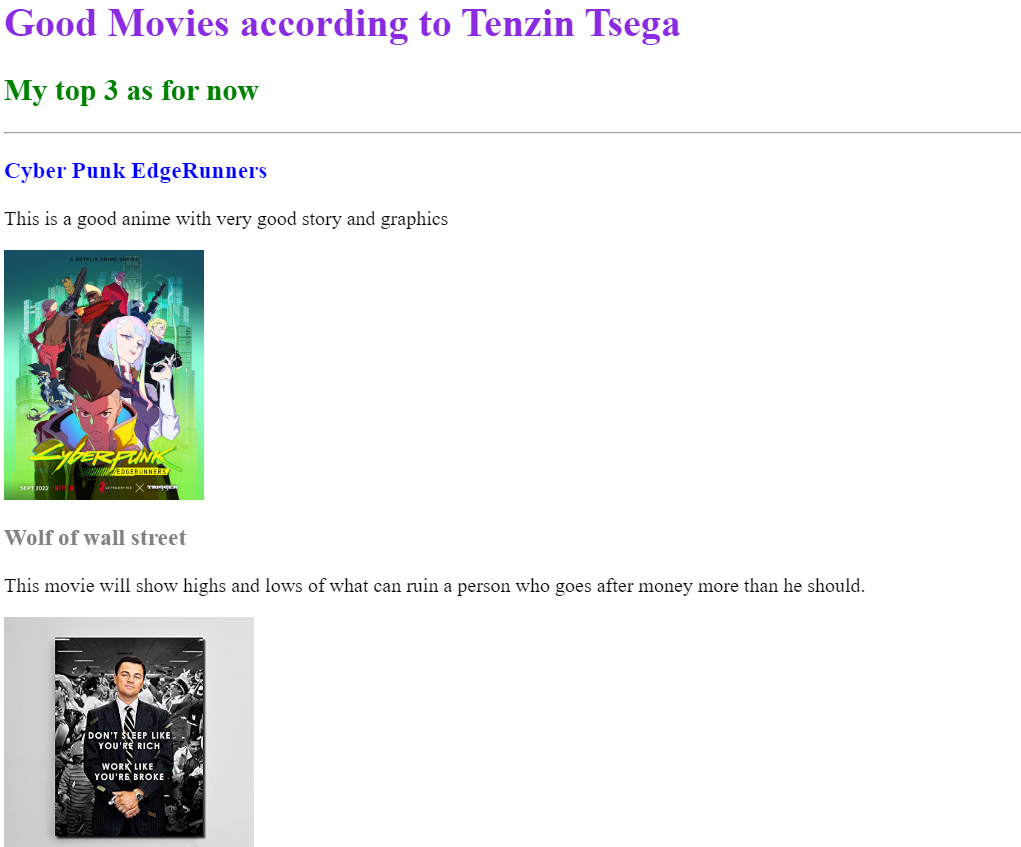 Good Movies according to Tenzin Tsega
My top 3 as for now
Cyber Punk EdgeRunners
This is a good anime with very good story and graphics
A NETFLIX ANIME SERIES
CYBERPUNK
EDGERUNNERS
SEPT 2022 NETFLIX
TRIGGER
Wolf of wall street
This movie will show highs and lows of what can ruin a person who goes after money more than he should.
DON'T SLEEP LIKE
YOU'RE RICH
WORK LIKE
YOU'RE BROKE